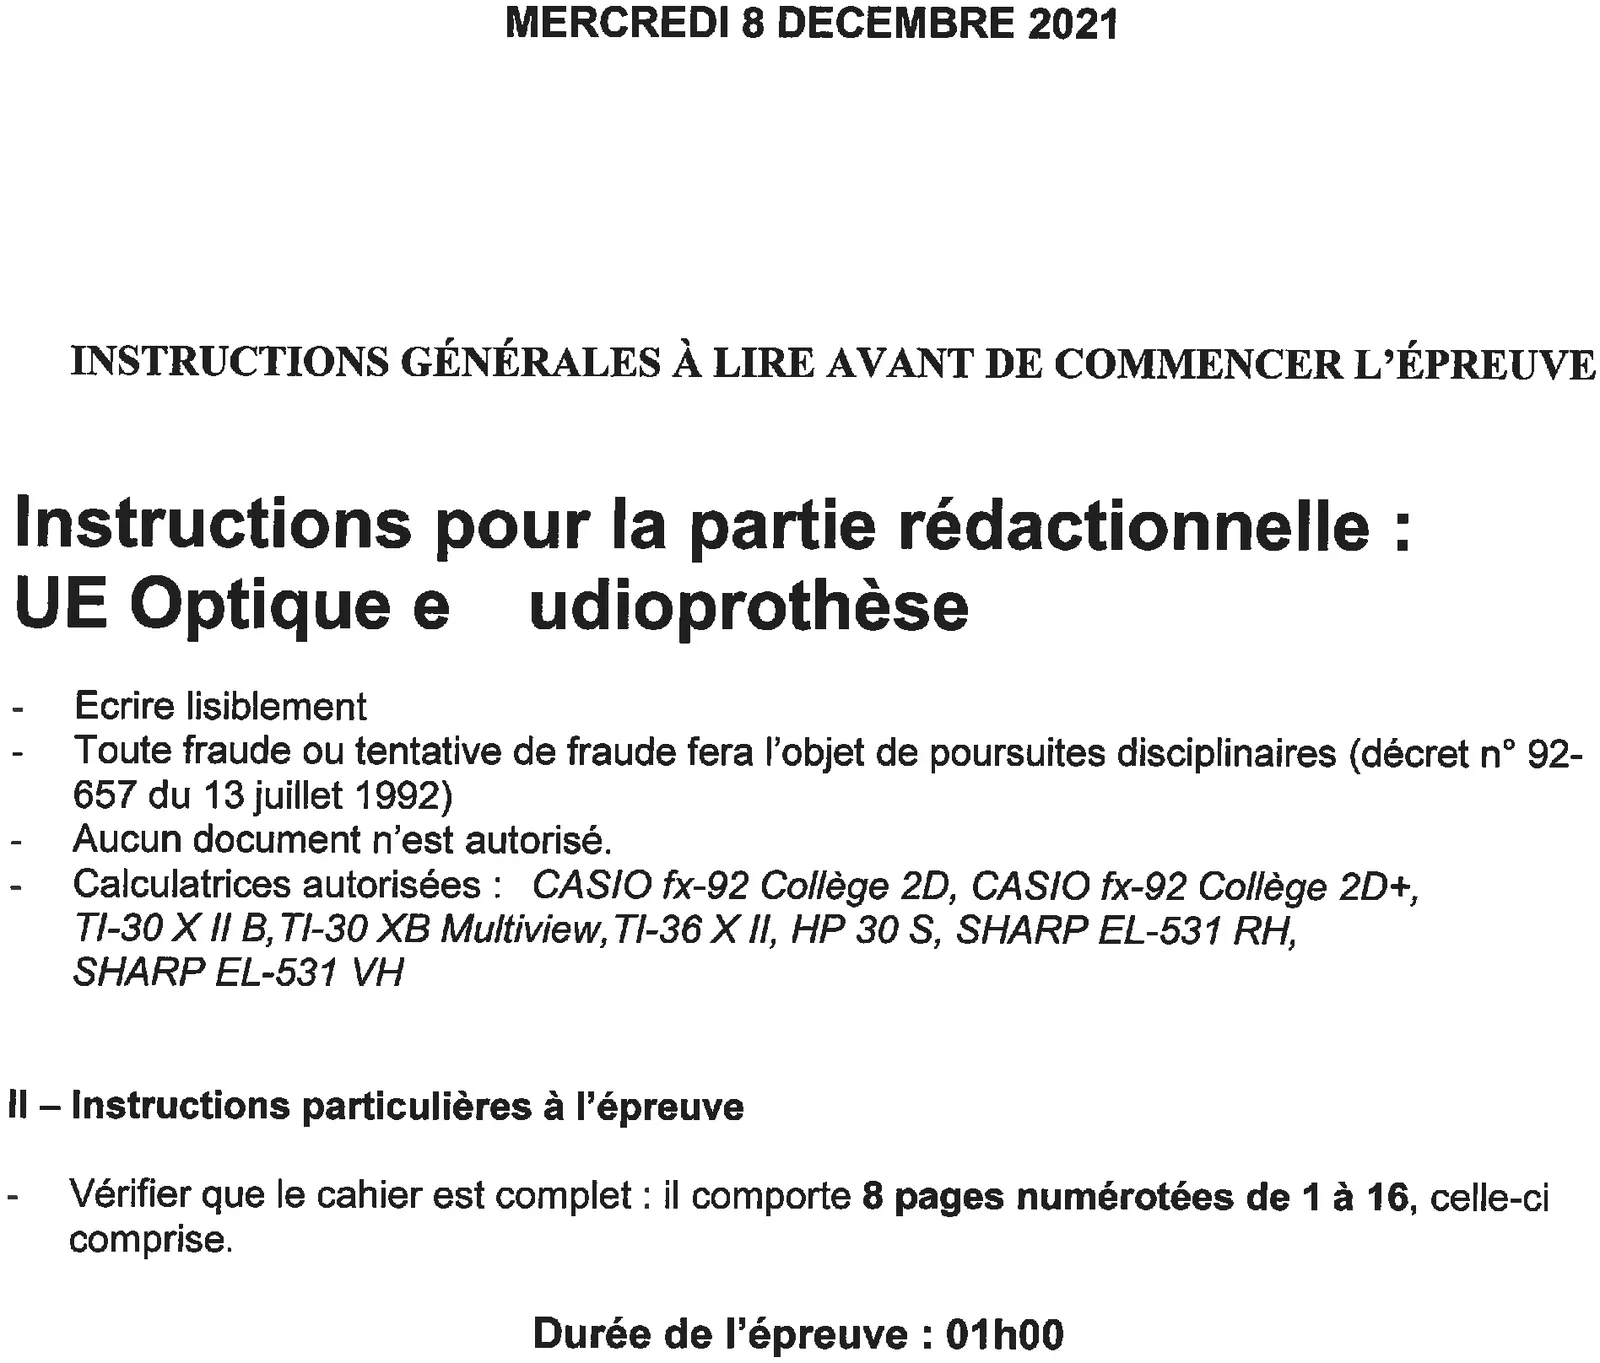 MERCREDI 8 DECEMBRE 2021
INSTRUCTIONS GÉNÉRALES À LIRE AVANT DE COMMENCER L'ÉPREUVE
Instructions pour la partie rédactionnelle :
UE Optique e udioprothèse
- Ecrire lisiblement
- Toute fraude ou tentative de fraude fera l'objet de poursuites disciplinaires (décret n° 92-
657 du 13 juillet 1992)
- Aucun document n'est autorisé.
- Calculatrices autorisées : CASIO fx-92 Collège 2D, CASIO fx-92 Collège 2D+,
TI-30 X II B, TI-30 XB Multiview, TI-36 X II, HP 30 S, SHARP EL-531 RH,
SHARP EL-531 VH
II – Instructions particulières à l'épreuve
- Vérifier que le cahier est complet : il comporte 8 pages numérotées de 1 à 16, celle-ci
comprise.
Durée de l'épreuve : 01h00